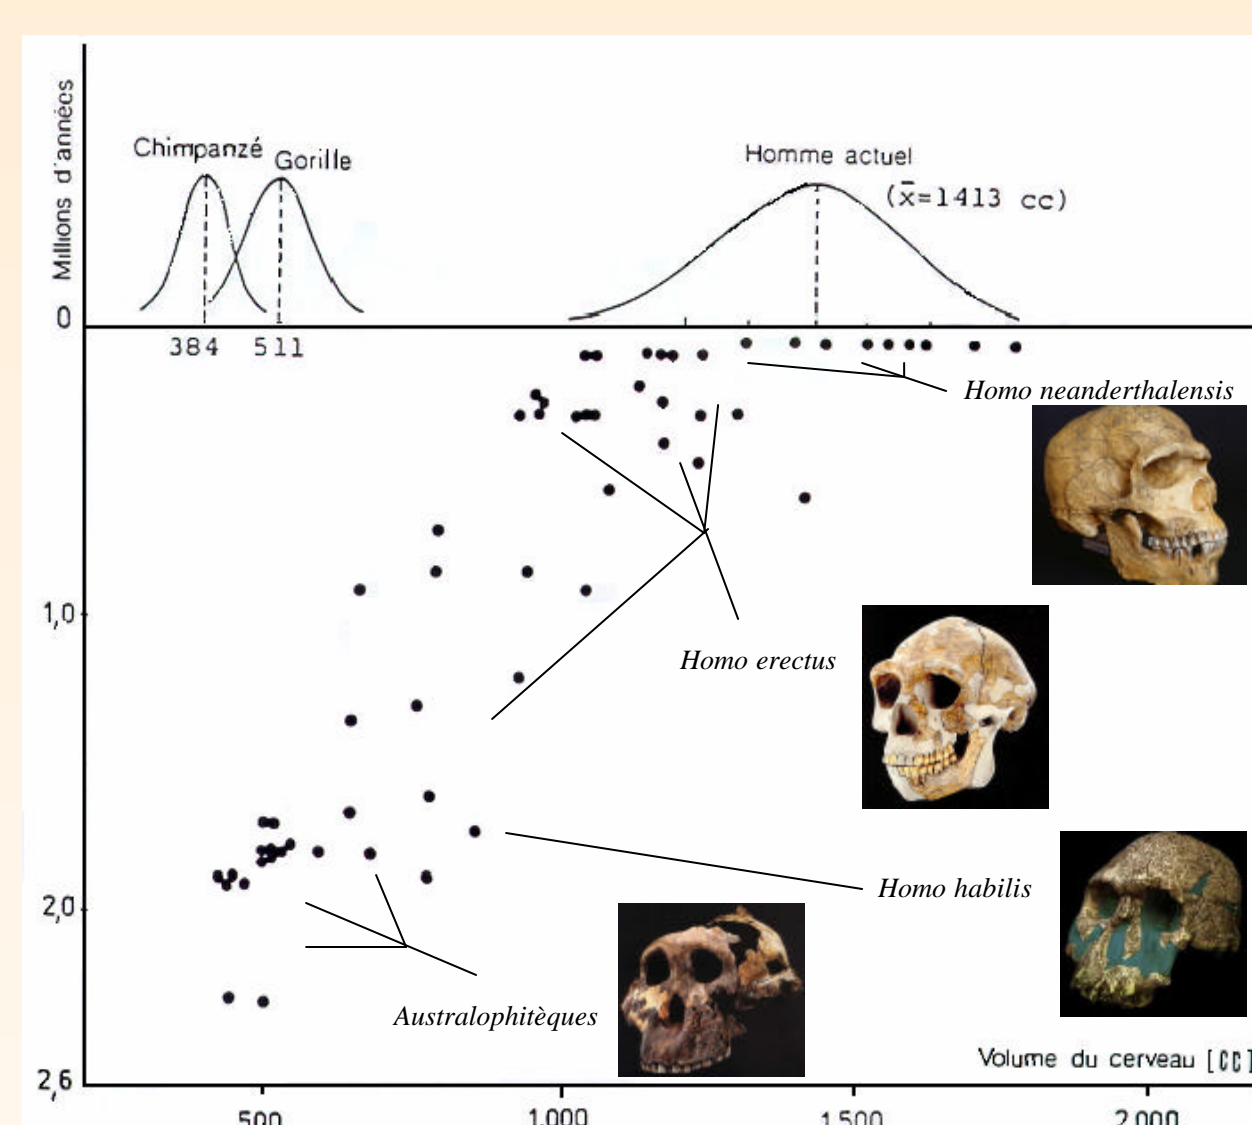 Millions d'années
Chimpanzé
Gorille
Homme actuel
(x̄=1413 cc)
0
384
511
Homo neanderthalensis
1,0
Homo erectus
Homo habilis
2,0
Australophitèques
Volume du cerveau [cc]
2,6
500
1.000
1.500
2.000